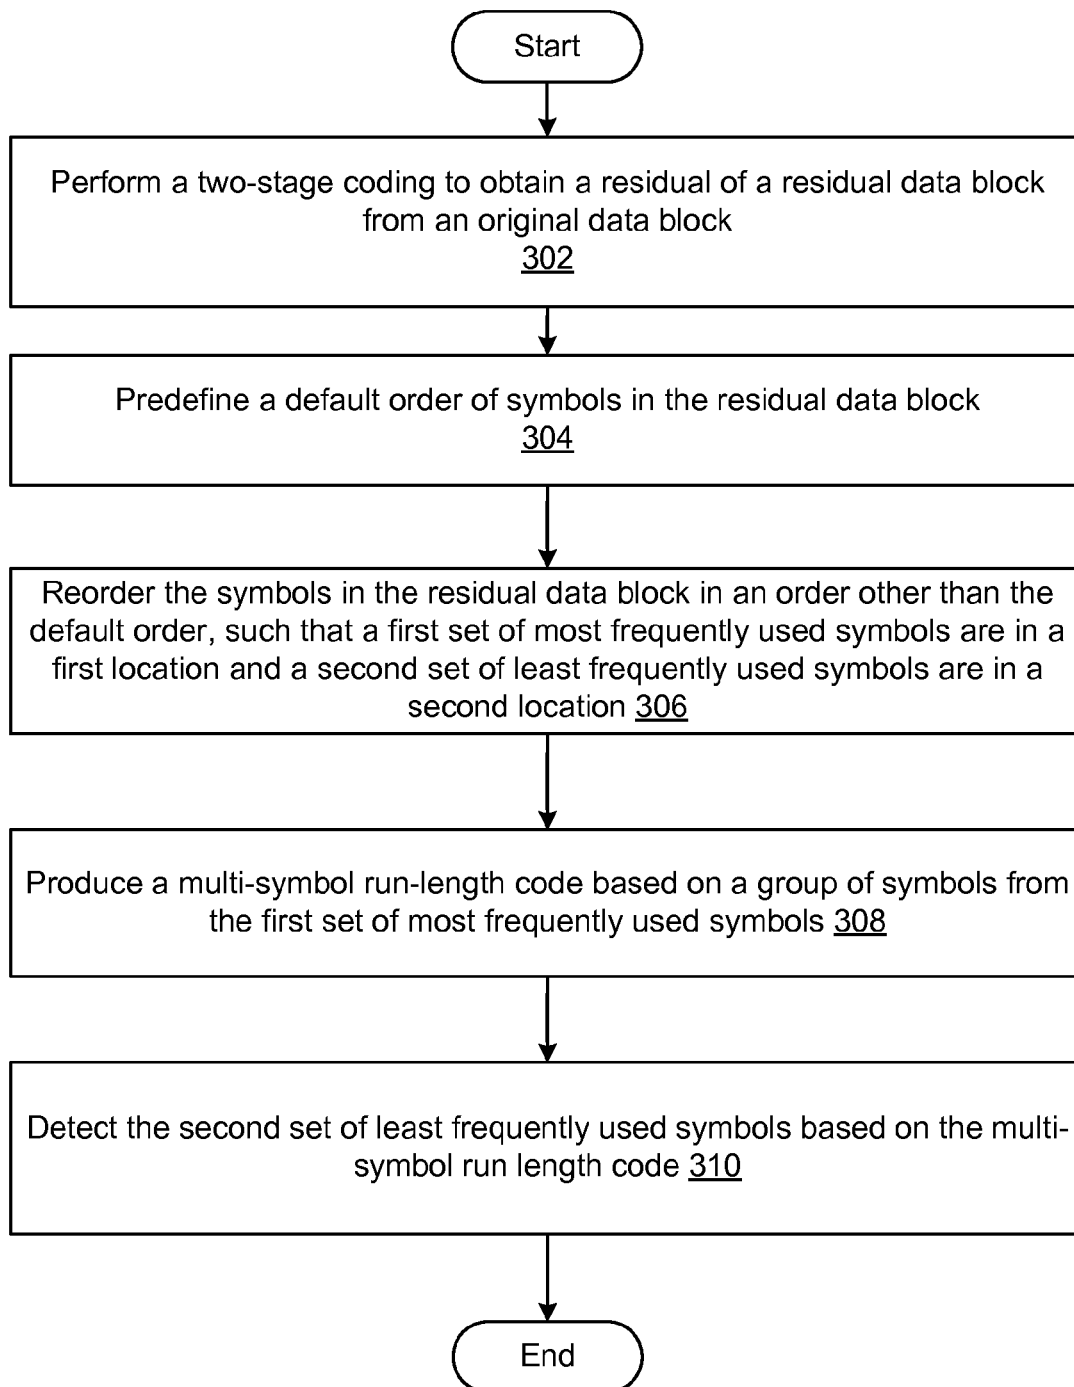 Start
Perform a two-stage coding to obtain a residual of a residual data block
from an original data block
302
Predefine a default order of symbols in the residual data block
304
Reorder the symbols in the residual data block in an order other than the
default order, such that a first set of most frequently used symbols are in a
first location and a second set of least frequently used symbols are in a
second location 306
Produce a multi-symbol run-length code based on a group of symbols from
the first set of most frequently used symbols 308
Detect the second set of least frequently used symbols based on the multi-
symbol run length code 310
End